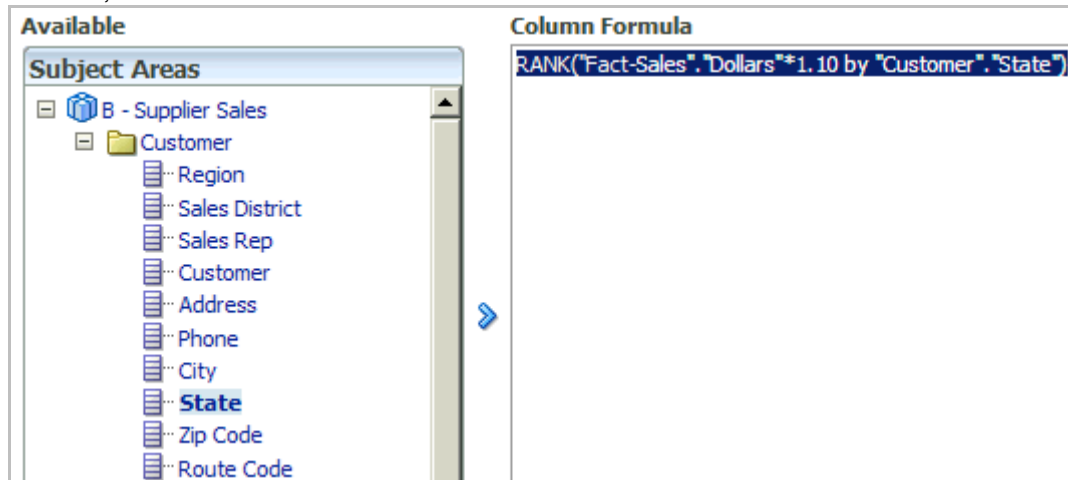 Available
Subject Areas
B - Supplier Sales
Customer
Region
Sales District
Sales Rep
Customer
Address
Phone
City
State
Zip Code
Route Code
Column Formula
RANK("Fact-Sales"."Dollars"*1.10 by "Customer"."State")